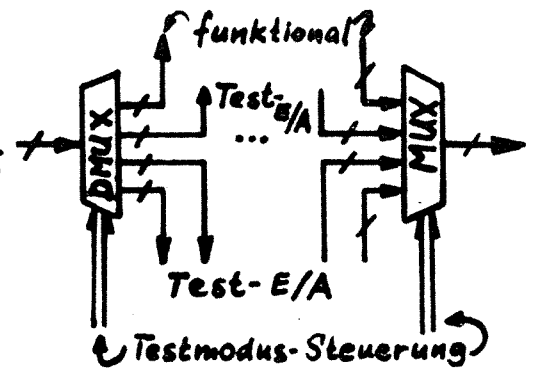 funktional
Test-
E/A
...
DMUX
MUX
Test-E/A
Testmodus-Steuerung